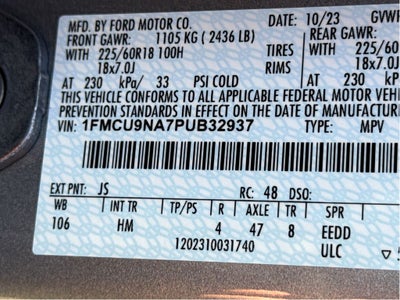 MFD. BY FORD MOTOR CO. 10/23 GVWR
FRONT GAWR: 1105 KG ( 2436 LB) REAR GAWR:
WITH 225/60R18 100H TIRES WITH 225/60
18x7.0J RIMS 18x7.0J
AT 230 kPa/ 33 PSI COLD AT 230
THIS VEHICLE CONFORMS TO ALL APPLICABLE FEDERAL MOTOR VEHIC
PREVENTION STANDARDS IN EFFECT ON THE DATE OF MANUFACTURE
VIN: 1FMCU9NA7PUB32937 TYPE: MPV
EXT PNT: JS RC: 48 DSO:
WB INT TR TP/PS R AXLE TR SPR
106 HM 4 47 8 EEDD
1202310031740 ULC ▽5